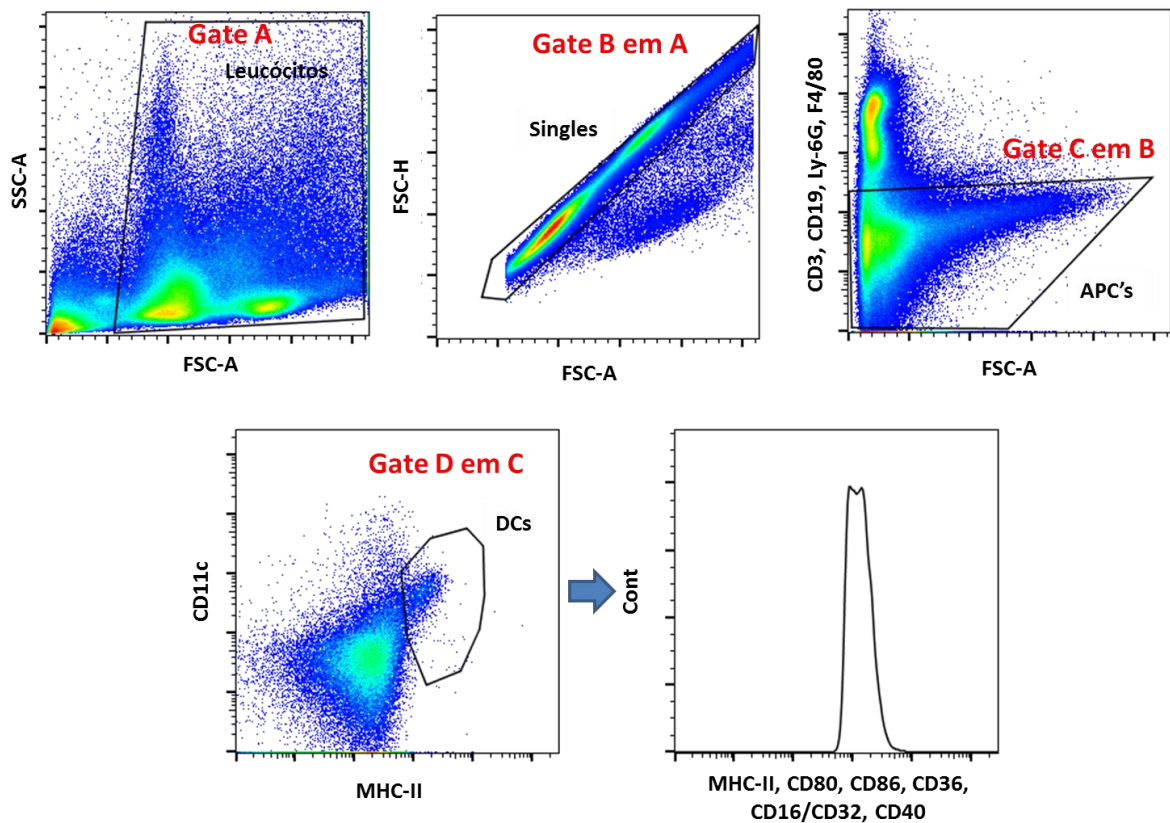 Gate A
Leucócitos
SSC-A
FSC-A
Gate B em A
Singles
FSC-H
FSC-A
Gate C em B
APC's
CD3, CD19, Ly-6G, F4/80
FSC-A
Gate D em C
DCs
CD11c
MHC-II
Cont
MHC-II, CD80, CD86, CD36,
CD16/CD32, CD40